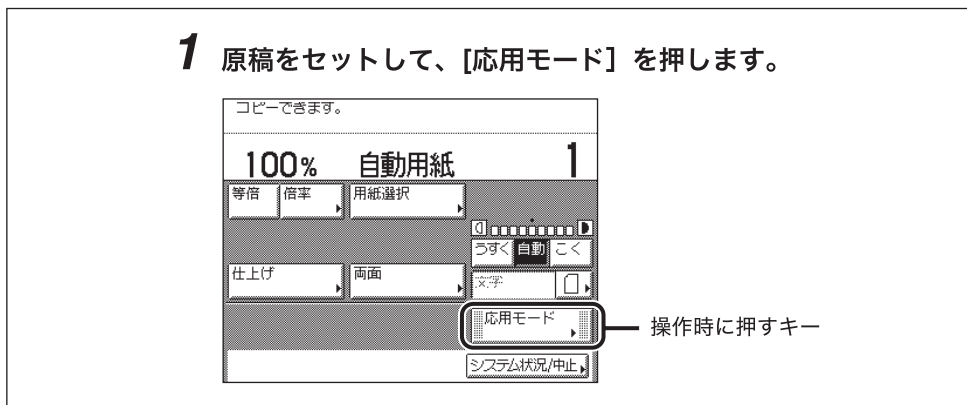 1 原稿をセットして、[応用モード］を押します。
コピーできます。
100% 自動用紙 1
等倍 倍率 用紙選択
うすく 自動 こく
仕上げ 両面 文字
応用モード
操作時に押すキー
システム状況/中止